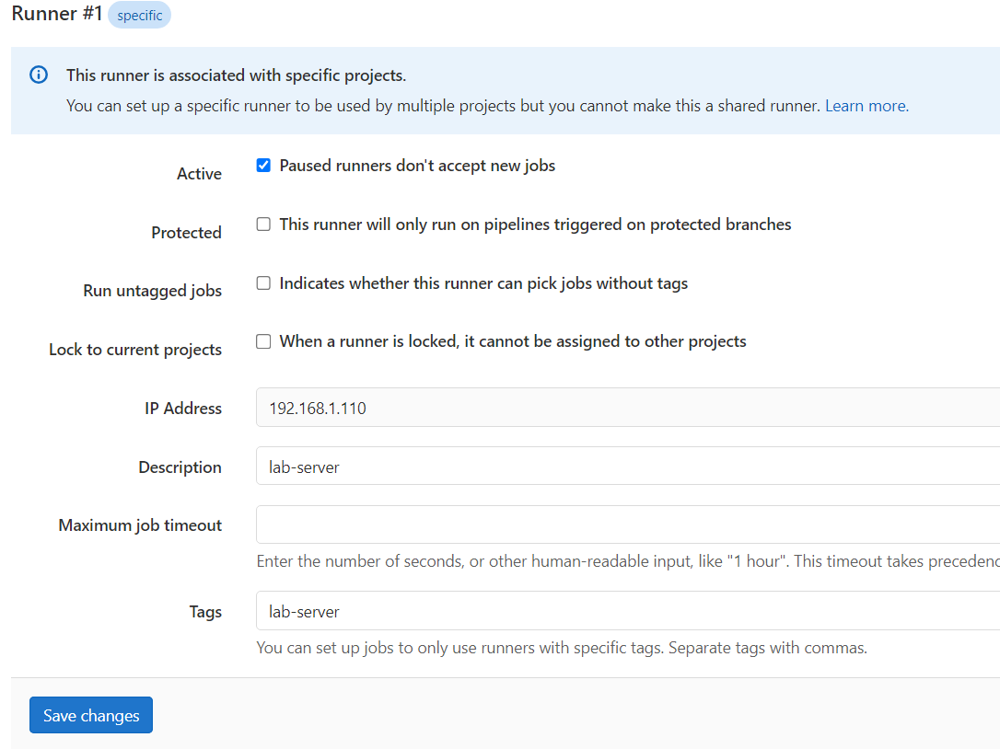 Runner #1 specific
This runner is associated with specific projects.
You can set up a specific runner to be used by multiple projects but you cannot make this a shared runner. Learn more.
Active Paused runners don't accept new jobs
Protected This runner will only run on pipelines triggered on protected branches
Run untagged jobs Indicates whether this runner can pick jobs without tags
Lock to current projects When a runner is locked, it cannot be assigned to other projects
IP Address 192.168.1.110
Description lab-server
Maximum job timeout
Enter the number of seconds, or other human-readable input, like "1 hour". This timeout takes
Tags lab-server
You can set up jobs to only use runners with specific tags. Separate tags with commas.
Save changes